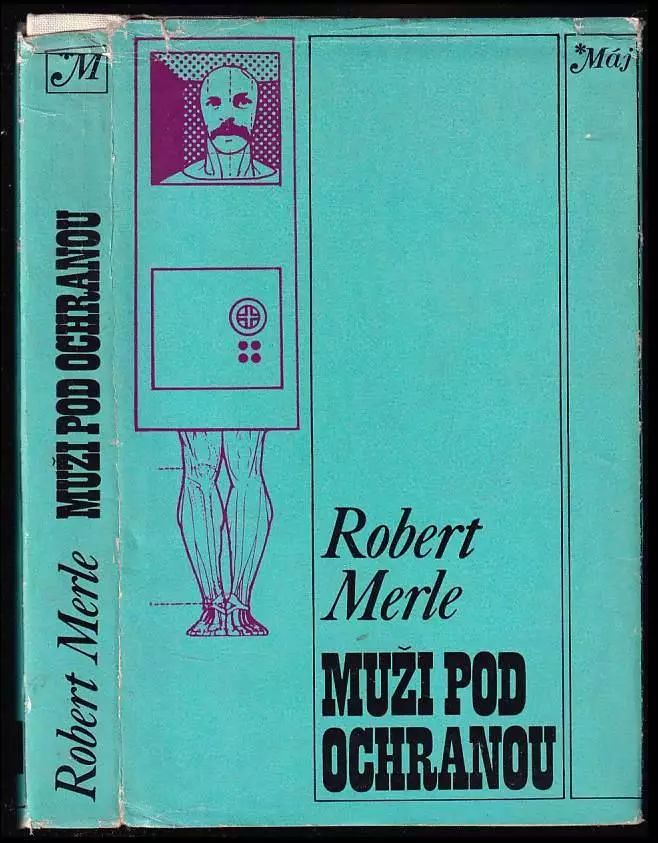 M
Robert Merle MUŽI POD OCHRANOU
*Máj
Robert
Merle
MUŽI POD
OCHRANOU